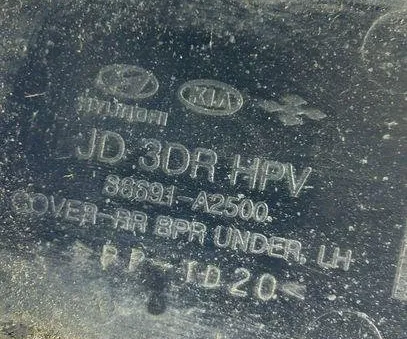 HYUNDAI KIA
JD 3DR HPV
86691-A2500
COVER-RR BPR UNDER, LH
>PP-TD20<